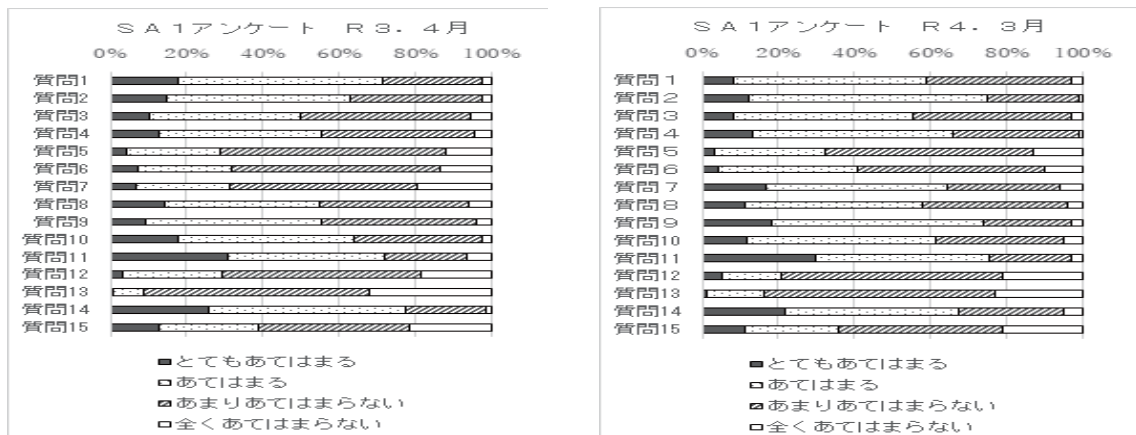 ＳＡ１アンケート　Ｒ３．４月
0%　20%　40%　60%　80%　100%
質問1
質問2
質問3
質問4
質問5
質問6
質問7
質問8
質問9
質問10
質問11
質問12
質問13
質問14
質問15
とてもあてはまる
あてはまる
あまりあてはまらない
全くあてはまらない
ＳＡ１アンケート　Ｒ４．３月
0%　20%　40%　60%　80%　100%
質問１
質問２
質問３
質問４
質問５
質問６
質問７
質問８
質問９
質問10
質問11
質問12
質問13
質問14
質問15
とてもあてはまる
あてはまる
あまりあてはまらない
全くあてはまらない